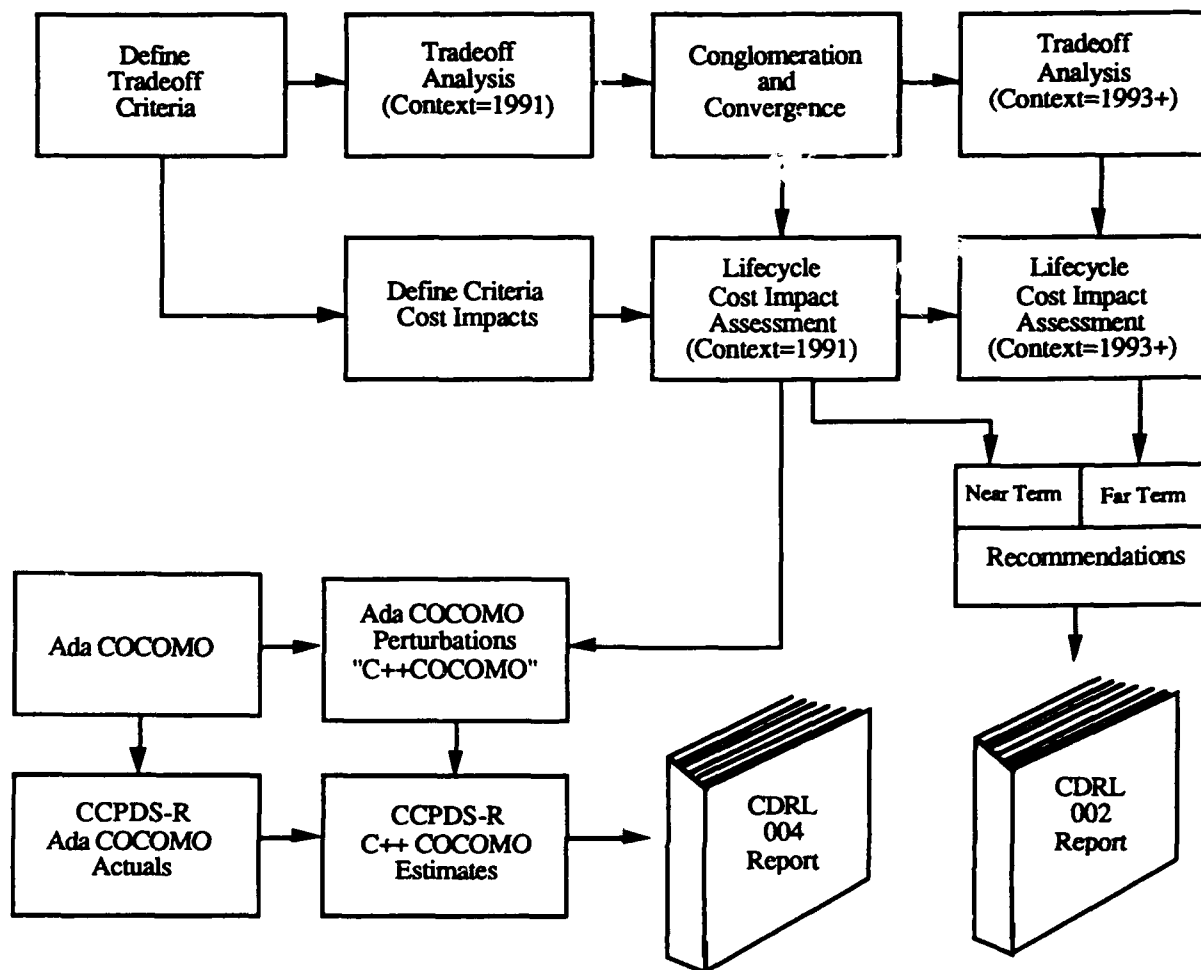 Define
Tradeoff
Criteria
Tradeoff
Analysis
(Context=1991)
Conglomeration
and
Convergence
Tradeoff
Analysis
(Context=1993+)
Define Criteria
Cost Impacts
Lifecycle
Cost Impact
Assessment
(Context=1991)
Lifecycle
Cost Impact
Assessment
(Context=1993+)
Near Term
Far Term
Recommendations
Ada COCOMO
Ada COCOMO
Perturbations
"C++COCOMO"
CCPDS-R
Ada COCOMO
Actuals
CCPDS-R
C++ COCOMO
Estimates
CDRL
004
Report
CDRL
002
Report